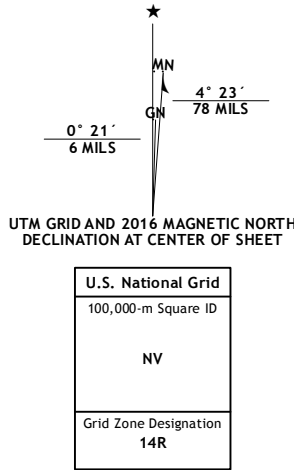 ★
MN
GN
4° 23´
78 MILS
0° 21´
6 MILS
UTM GRID AND 2016 MAGNETIC NORTH
DECLINATION AT CENTER OF SHEET
U.S. National Grid
100,000-m Square ID
NV
Grid Zone Designation
14R